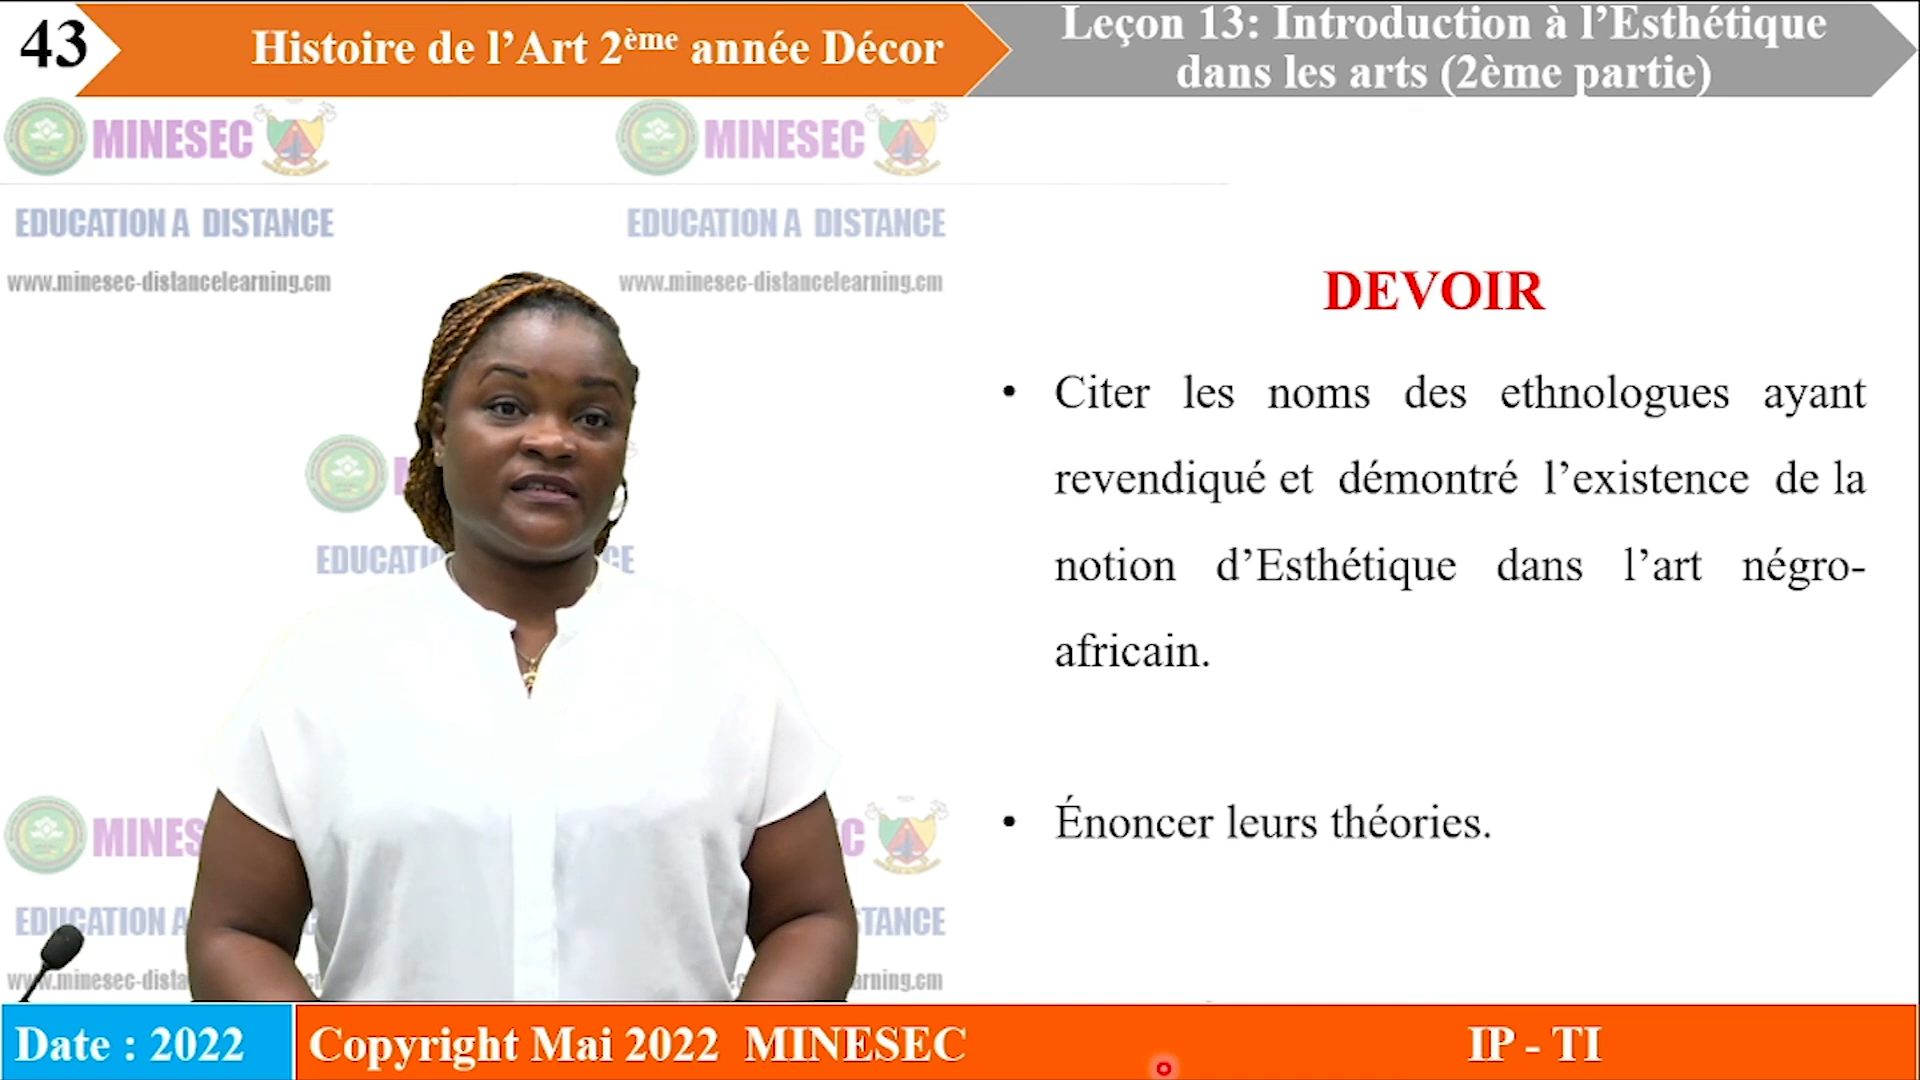 43
Histoire de l’Art 2ème année Décor
Leçon 13: Introduction à l’Esthétique
dans les arts (2ème partie)
MINESEC
MINESEC
EDUCATION A DISTANCE
EDUCATION A DISTANCE
www.minesec-distancelearning.cm
www.minesec-distancelearning.cm
DEVOIR
• Citer les noms des ethnologues ayant
revendiqué et démontré l’existence de la
notion d’Esthétique dans l’art négro-
africain.
• Énoncer leurs théories.
Date : 2022
Copyright Mai 2022 MINESEC
IP - TI